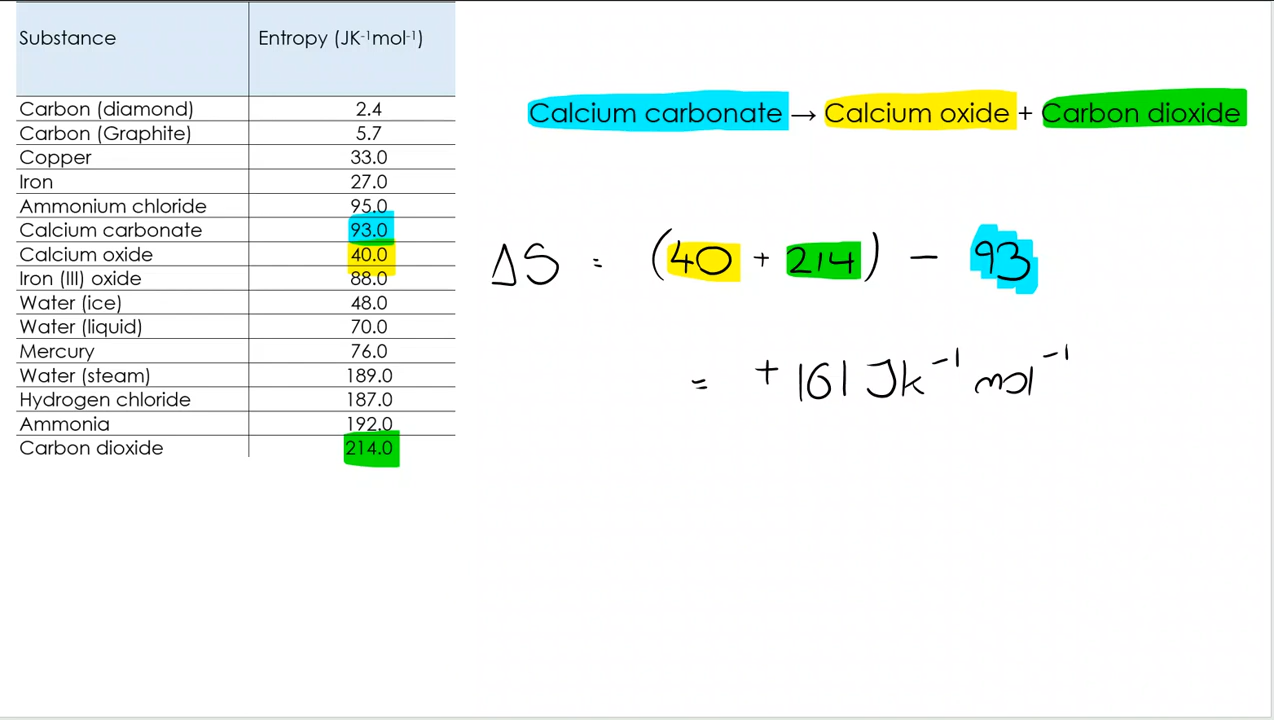 Substance Entropy (JK⁻¹mol⁻¹)
Carbon (diamond) 2.4
Carbon (Graphite) 5.7
Copper 33.0
Iron 27.0
Ammonium chloride 95.0
Calcium carbonate 93.0
Calcium oxide 40.0
Iron (III) oxide 88.0
Water (ice) 48.0
Water (liquid) 70.0
Mercury 76.0
Water (steam) 189.0
Hydrogen chloride 187.0
Ammonia 192.0
Carbon dioxide 214.0
Calcium carbonate → Calcium oxide + Carbon dioxide
ΔS = (40 + 214) − 93
= + 161 Jk⁻¹ mol⁻¹